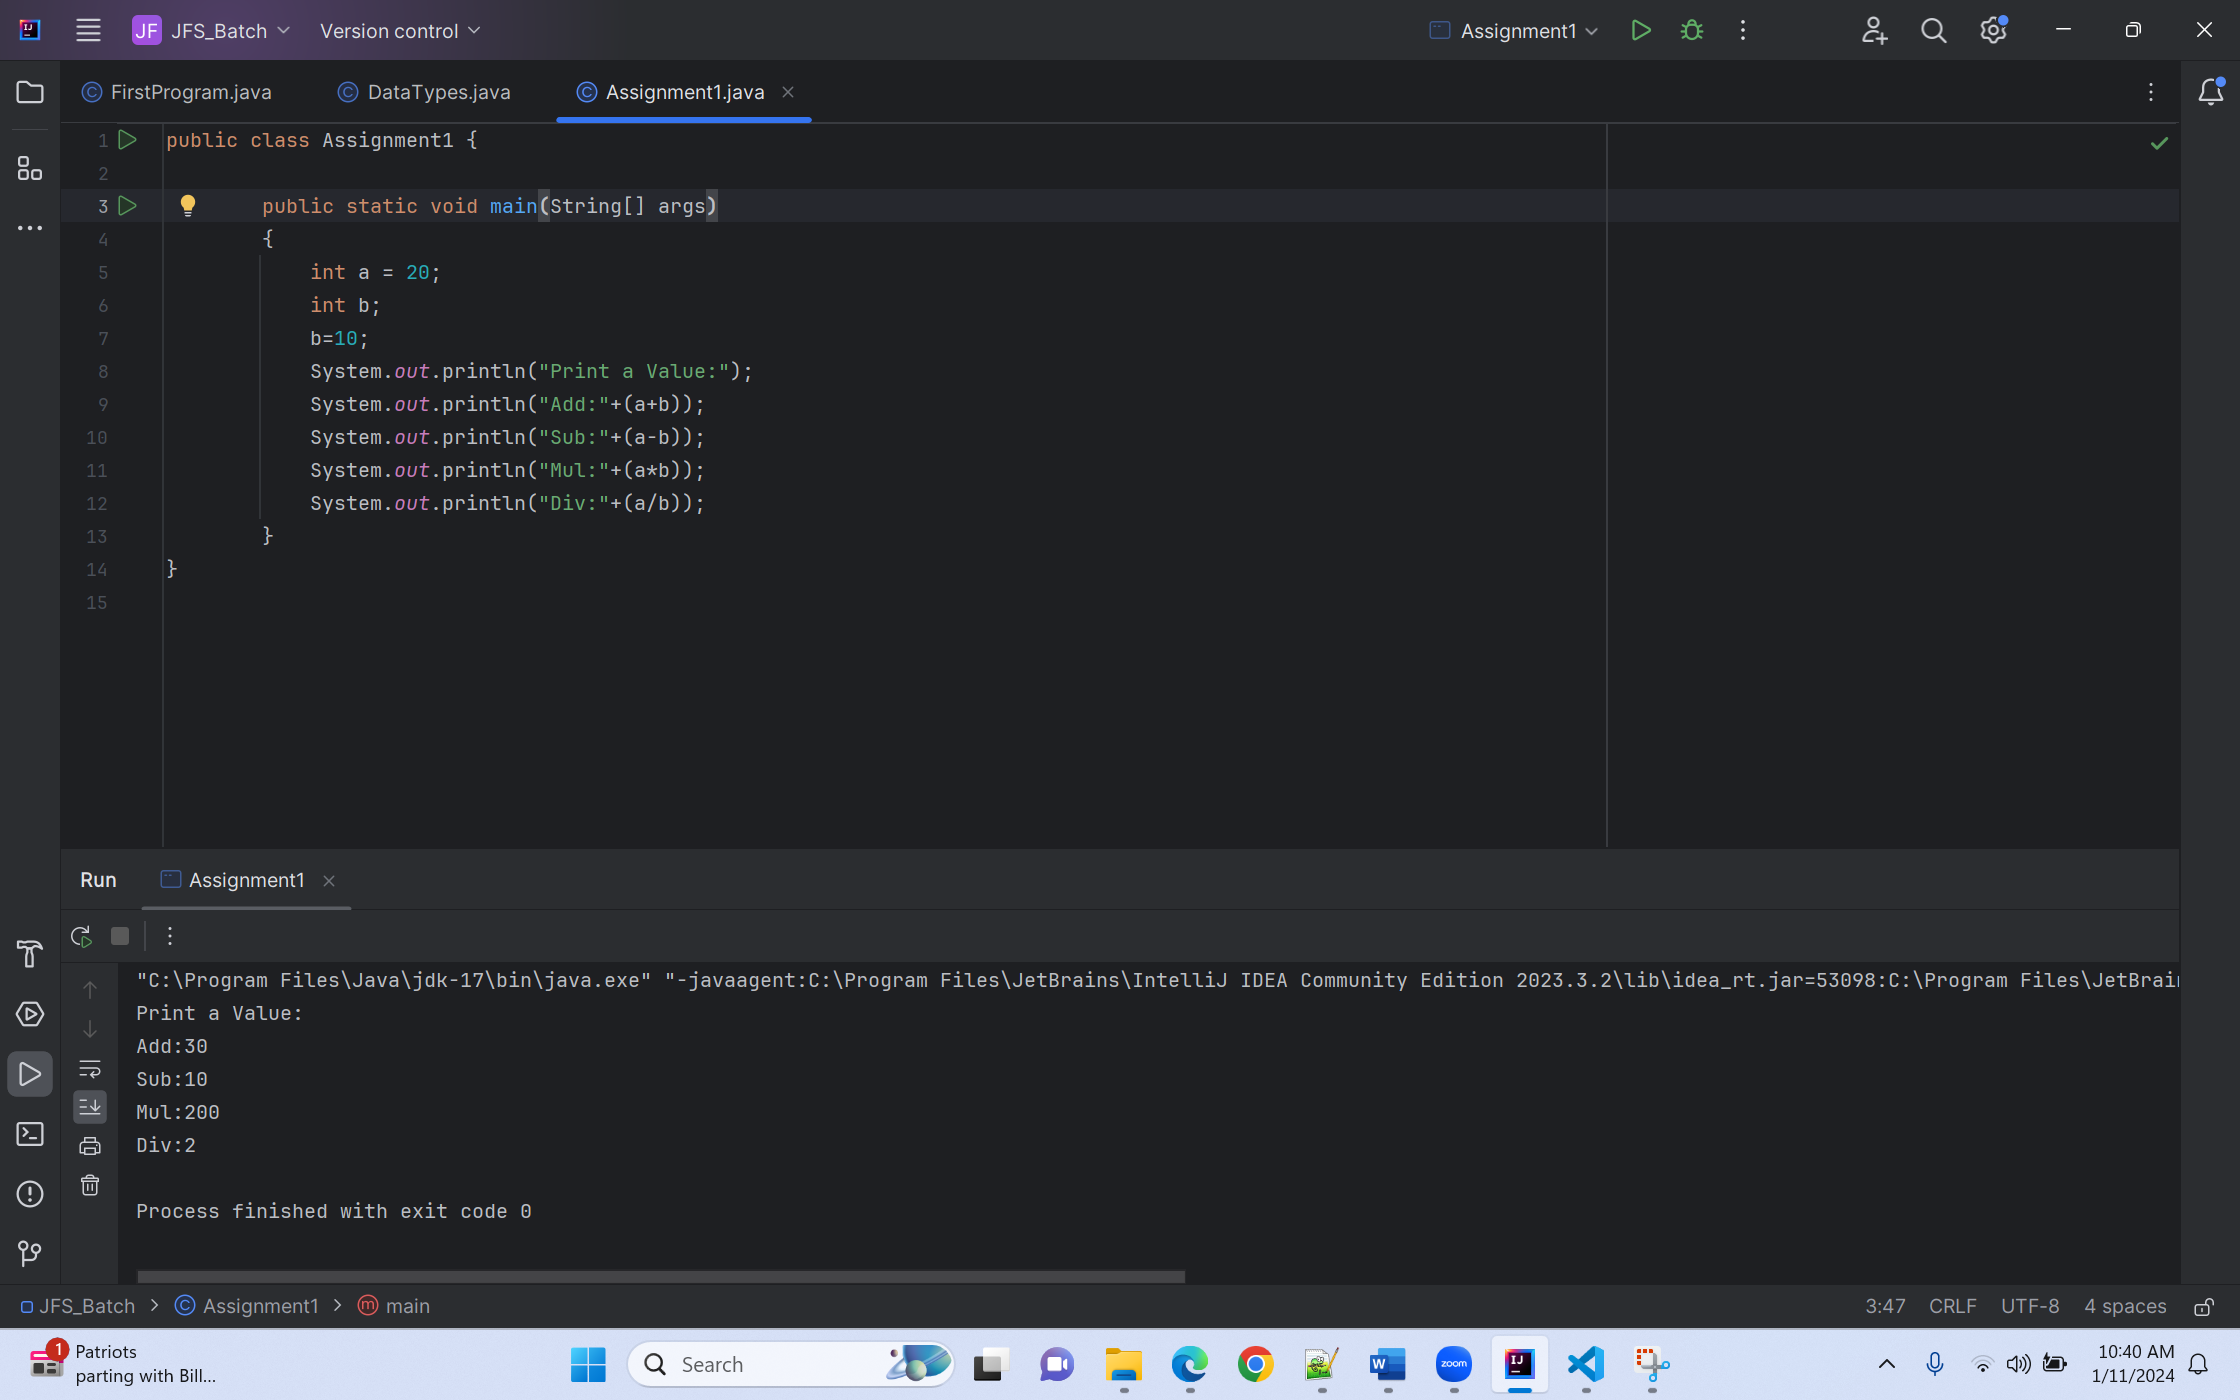 JF JFS_Batch Version control Assignment1
FirstProgram.java DataTypes.java Assignment1.java
1 public class Assignment1 {
2
3 public static void main(String[] args)
4 {
5 int a = 20;
6 int b;
7 b=10;
8 System.out.println("Print a Value:");
9 System.out.println("Add:"+(a+b));
10 System.out.println("Sub:"+(a-b));
11 System.out.println("Mul:"+(a*b));
12 System.out.println("Div:"+(a/b));
13 }
14 }
15
Run Assignment1
"C:\Program Files\Java\jdk-17\bin\java.exe" "-javaagent:C:\Program Files\JetBrains\IntelliJ IDEA Community Edition 2023.3.2\lib\idea_rt.jar=53098:C:\Program Files\JetBrai
Print a Value:
Add:30
Sub:10
Mul:200
Div:2
Process finished with exit code 0
JFS_Batch > Assignment1 > main 3:47 CRLF UTF-8 4 spaces
1 Patriots
parting with Bill...
Search
zoom
10:40 AM
1/11/2024